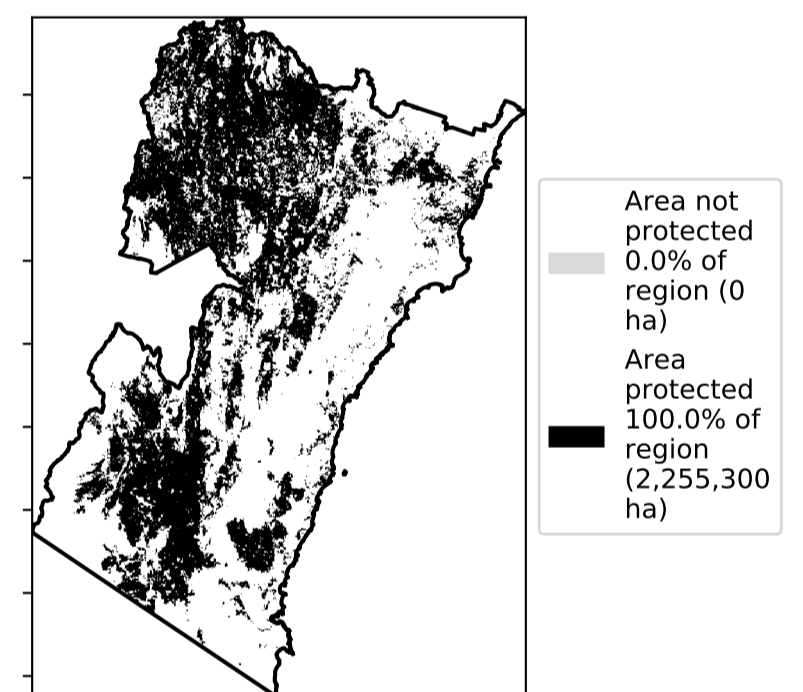 Area not
protected
0.0% of
region (0
ha)
Area
protected
100.0% of
region
(2,255,300
ha)